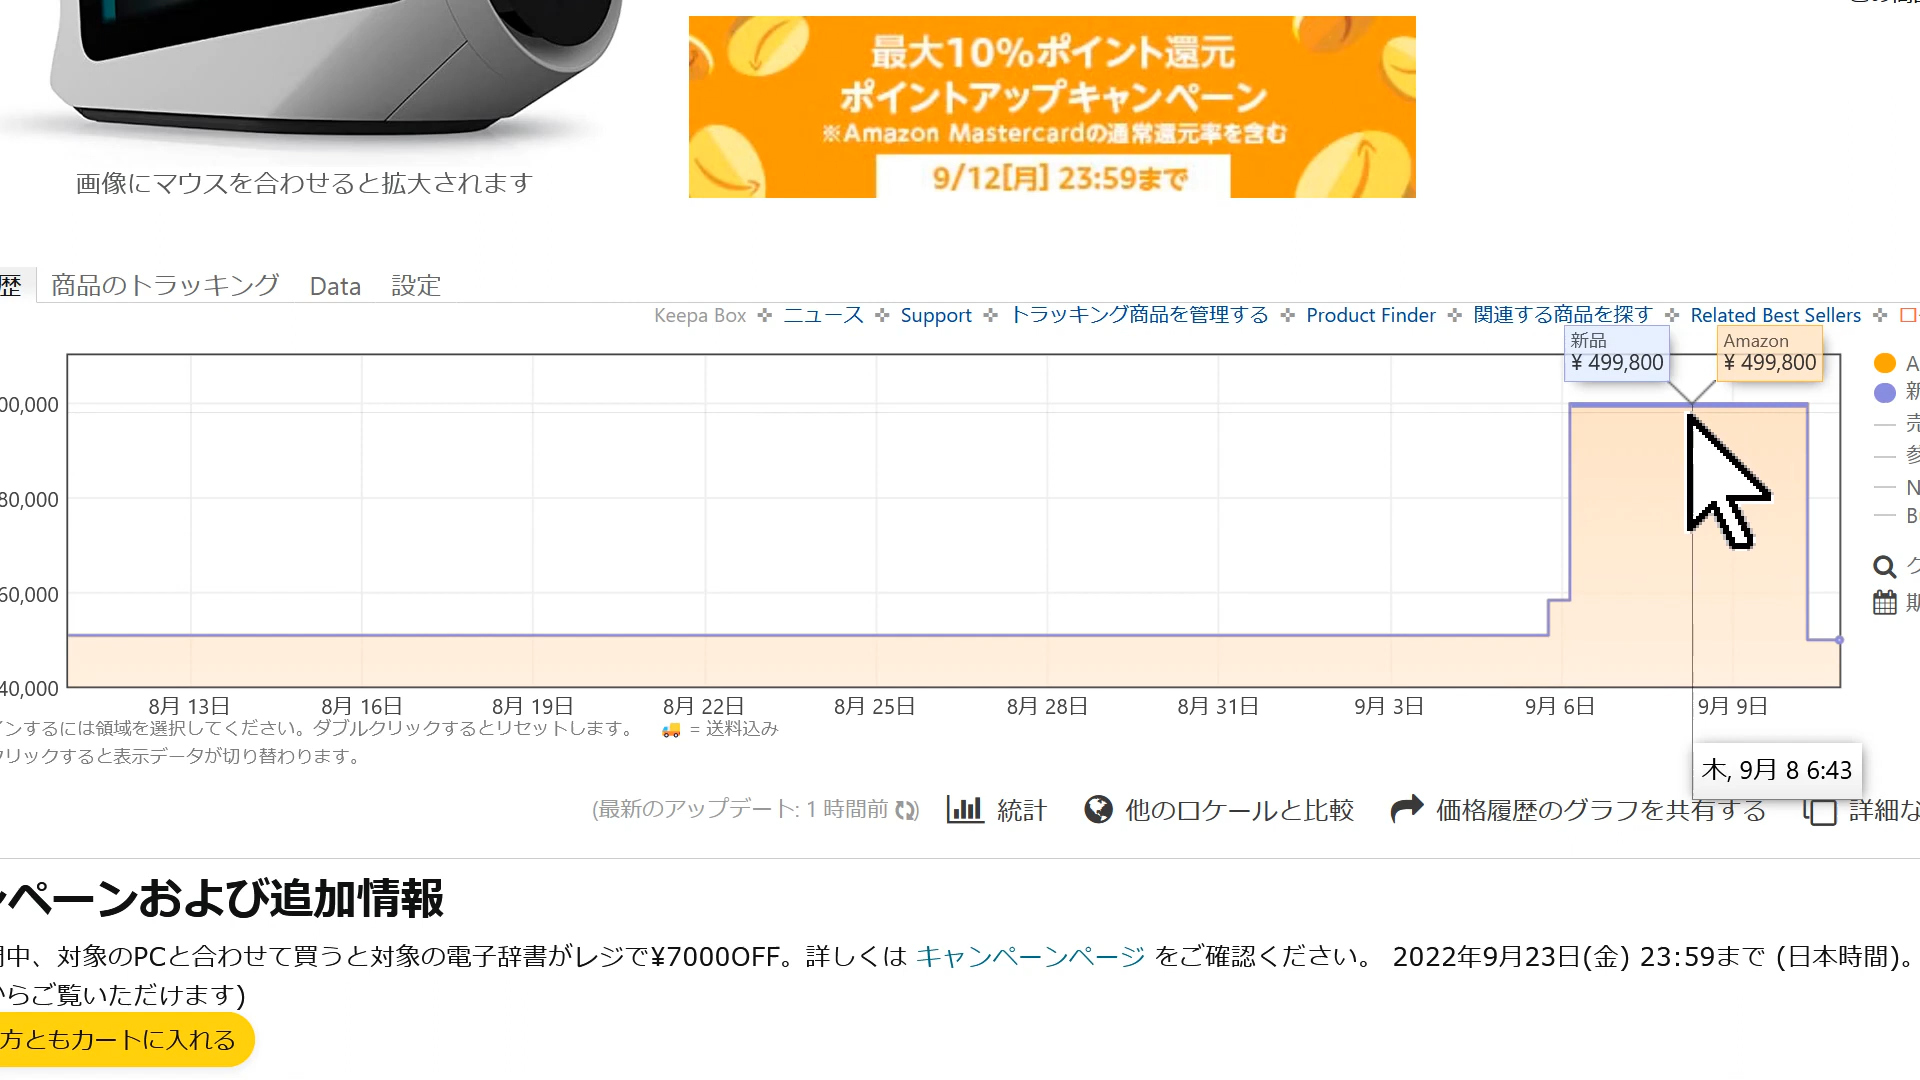 最大10%ポイント還元
ポイントアップキャンペーン
※Amazon Mastercardの通常還元率を含む
9/12[月] 23:59まで
画像にマウスを合わせると拡大されます
歴 商品のトラッキング Data 設定
Keepa Box ニュース Support トラッキング商品を管理する Product Finder 関連する商品を探す Related Best Sellers
新品
¥ 499,800
Amazon
¥ 499,800
00,000
80,000
60,000
40,000
A
新
N
B
8月 13日 8月 16日 8月 19日 8月 22日 8月 25日 8月 28日 8月 31日 9月 3日 9月 6日 9月 9日
インするには領域を選択してください。ダブルクリックするとリセットします。 = 送料込み
クリックすると表示データが切り替わります。
木, 9月 8 6:43
(最新のアップデート: 1 時間前 ) 統計 他のロケールと比較 価格履歴のグラフを共有する 詳細な
ンペーンおよび追加情報
間中、対象のPCと合わせて買うと対象の電子辞書がレジで¥7000OFF。詳しくは キャンペーンページ をご確認ください。 2022年9月23日(金) 23:59まで (日本時間)。
からご覧いただけます)
方ともカートに入れる